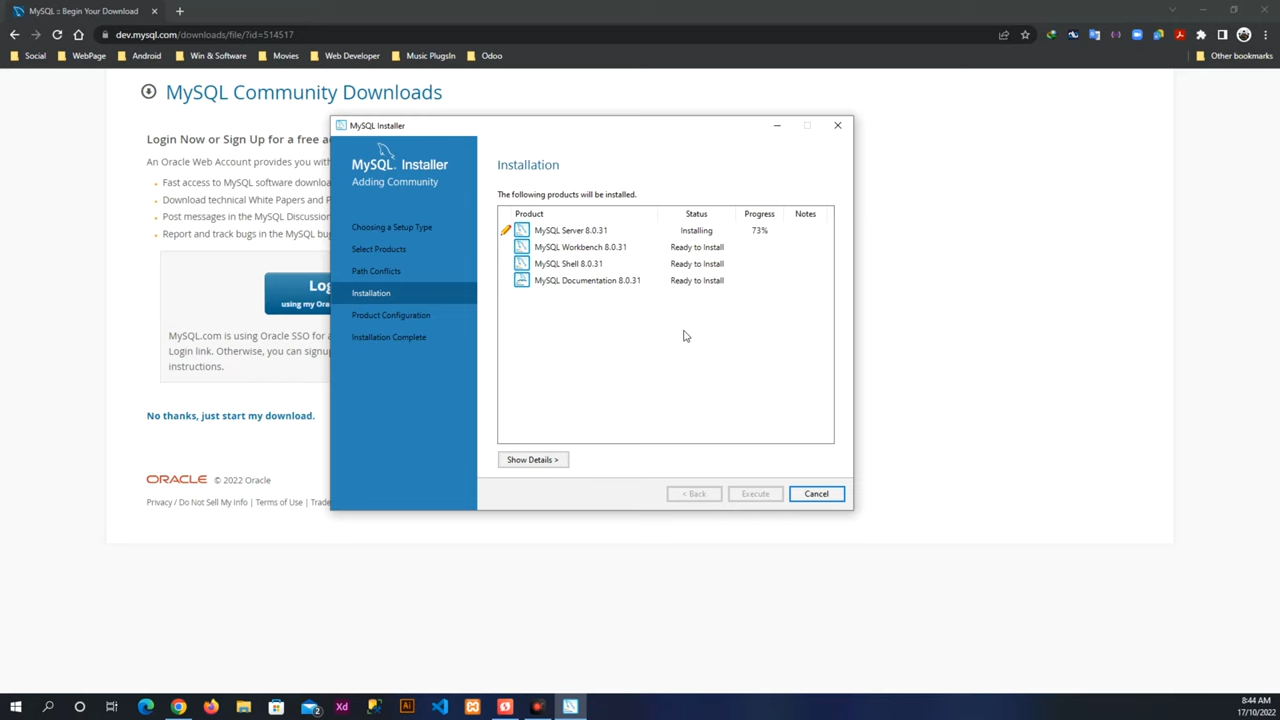 MySQL :: Begin Your Download
dev.mysql.com/downloads/file/?id=514517
Social WebPage Android Win & Software Movies Web Developer Music PlugsIn Odoo Other bookmarks
MySQL Community Downloads
Login Now or Sign Up for a free a
An Oracle Web Account provides you with
Fast access to MySQL software downloa
Download technical White Papers and P
Post messages in the MySQL Discussion
Report and track bugs in the MySQL bu
Log
using my Ora
MySQL.com is using Oracle SSO for a
Login link. Otherwise, you can signup
instructions.
No thanks, just start my download.
ORACLE © 2022 Oracle
Privacy / Do Not Sell My Info | Terms of Use | Trade
MySQL Installer
MySQL. Installer
Adding Community
Choosing a Setup Type
Select Products
Path Conflicts
Installation
Product Configuration
Installation Complete
Installation
The following products will be installed.
Product Status Progress Notes
MySQL Server 8.0.31 Installing 73%
MySQL Workbench 8.0.31 Ready to Install
MySQL Shell 8.0.31 Ready to Install
MySQL Documentation 8.0.31 Ready to Install
Show Details >
< Back Execute Cancel
Xd Ai
2
8:44 AM
17/10/2022